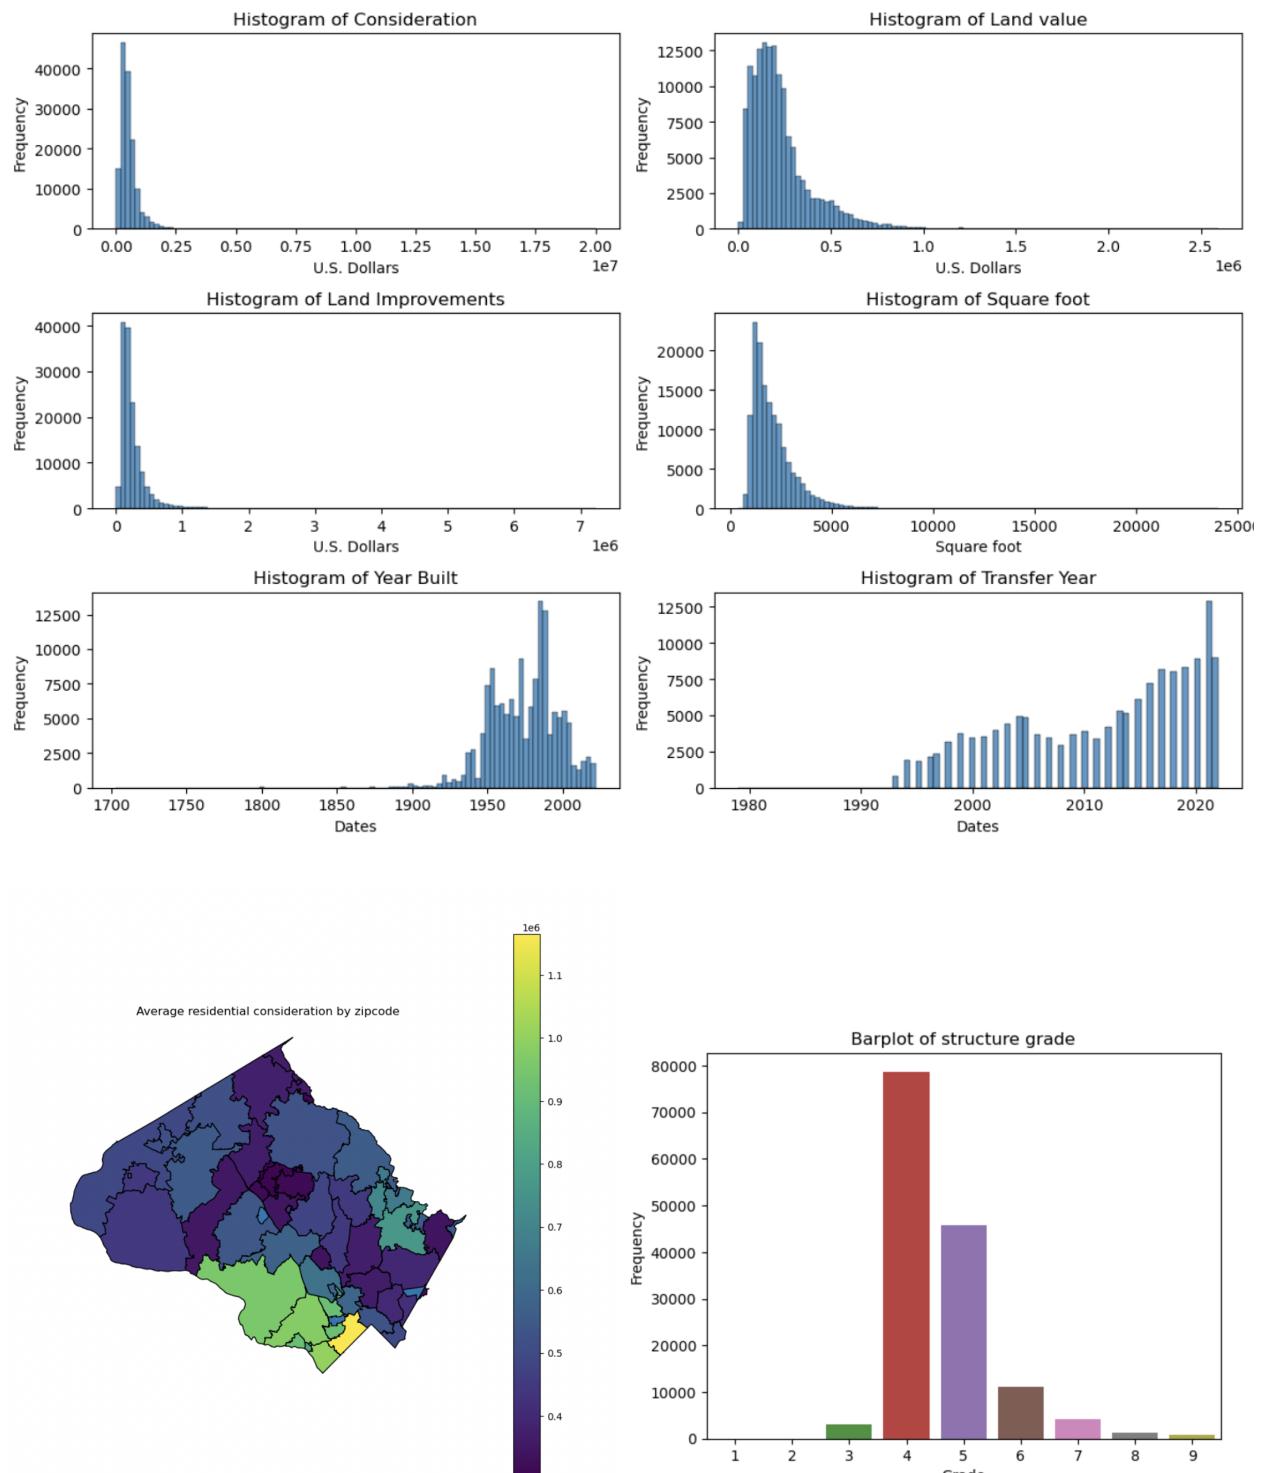 Histogram of Consideration
Frequency
40000
30000
20000
10000
0
0.00 0.25 0.50 0.75 1.00 1.25 1.50 1.75 2.00
1e7
U.S. Dollars
Histogram of Land value
Frequency
12500
10000
7500
5000
2500
0
0.0 0.5 1.0 1.5 2.0 2.5
1e6
U.S. Dollars
Histogram of Land Improvements
Frequency
40000
30000
20000
10000
0
0 1 2 3 4 5 6 7
1e6
U.S. Dollars
Histogram of Square foot
Frequency
20000
15000
10000
5000
0
0 5000 10000 15000 20000 25000
Square foot
Histogram of Year Built
Frequency
12500
10000
7500
5000
2500
0
1700 1750 1800 1850 1900 1950 2000
Dates
Histogram of Transfer Year
Frequency
12500
10000
7500
5000
2500
0
1980 1990 2000 2010 2020
Dates
Average residential consideration by zipcode
1e6
1.1
1.0
0.9
0.8
0.7
0.6
0.5
0.4
Barplot of structure grade
Frequency
80000
70000
60000
50000
40000
30000
20000
10000
0
1 2 3 4 5 6 7 8 9